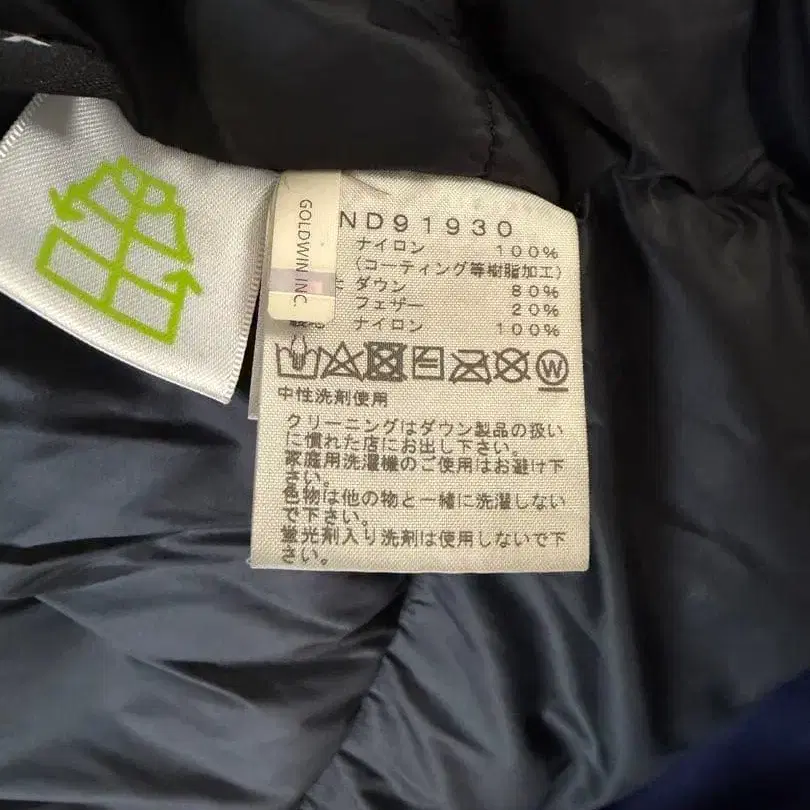 GOLDWIN INC.
ND91930
ナイロン 100%
(コーティング等樹脂加工)
ダウン 80%
フェザー 20%
ナイロン 100%
W
中性洗剤使用
クリーニングはダウン製品の扱い
に慣れた店にお出し下さい。
家庭用洗濯機のご使用はお避け下
さい。
色物は他の物と一緒に洗濯しない
で下さい。
蛍光剤入り洗剤は使用しないで下
さい。